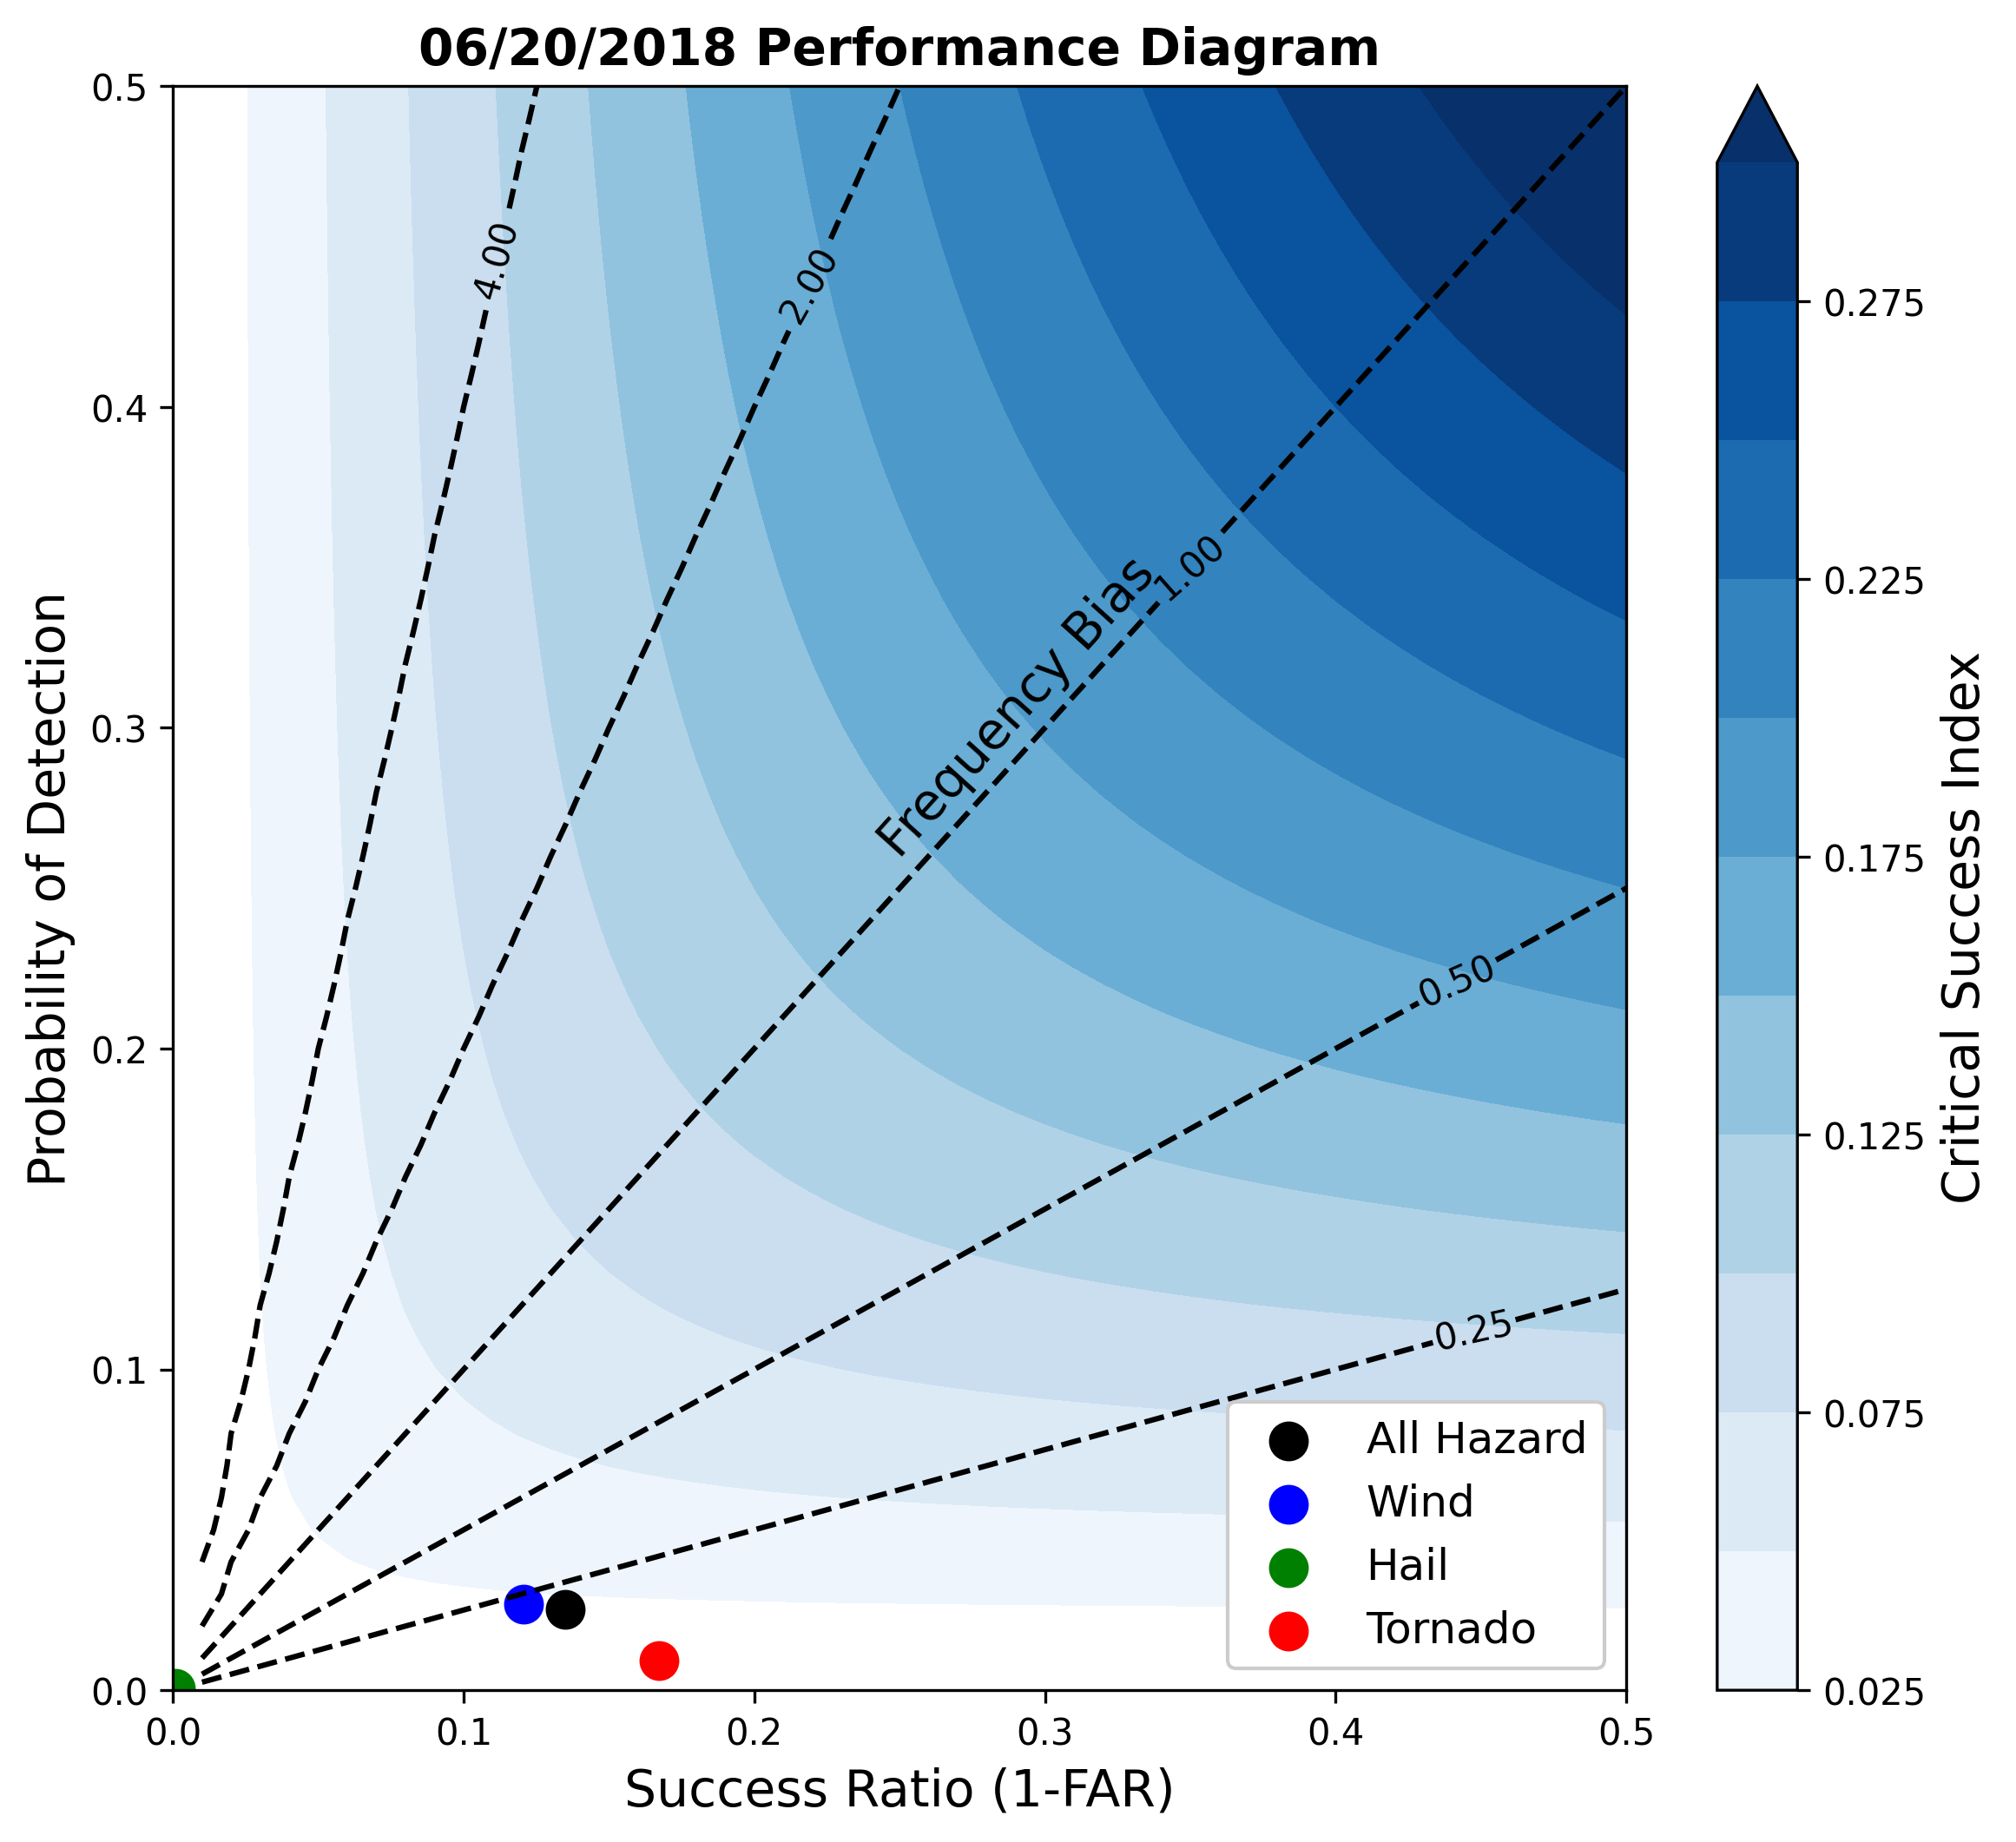 06/20/2018 Performance Diagram
0.5
0.4
0.3
0.2
0.1
0.0
Probability of Detection
0.0
0.1
0.2
0.3
0.4
0.5
Success Ratio (1-FAR)
4.00
2.00
1.00
0.50
0.25
Frequency Bias
All Hazard
Wind
Hail
Tornado
0.275
0.225
0.175
0.125
0.075
0.025
Critical Success Index